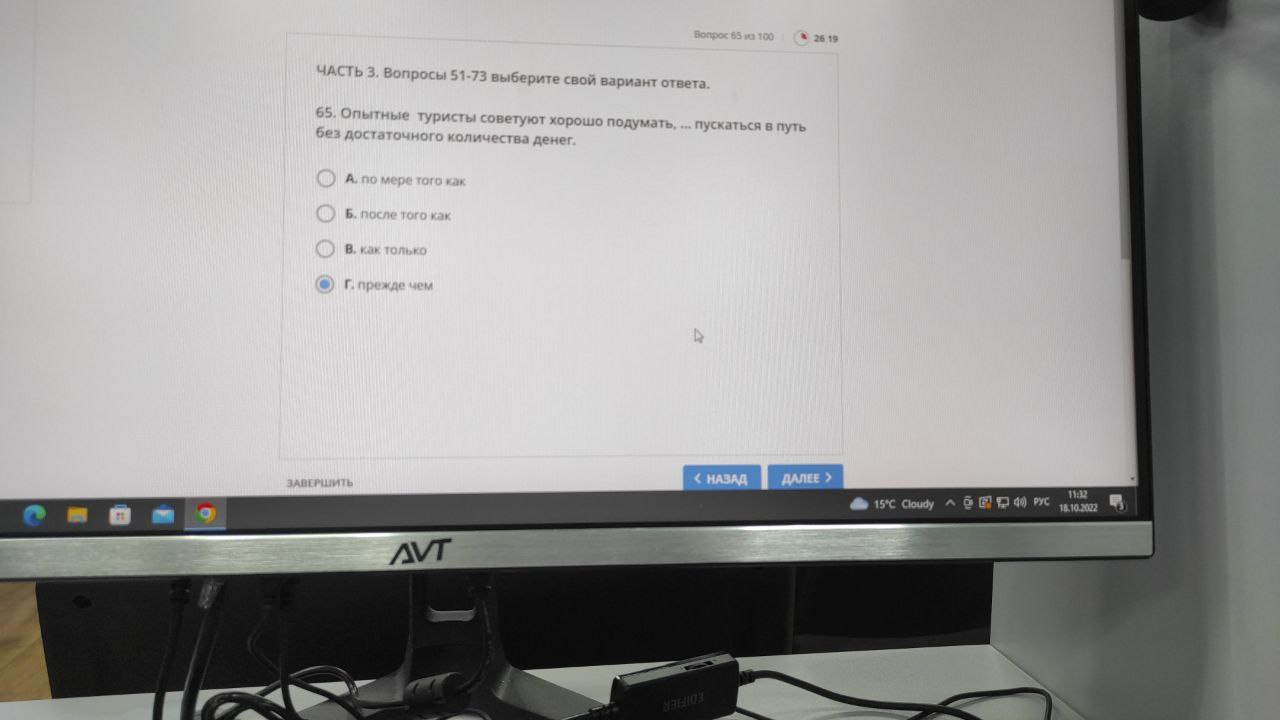 Вопрос 65 из 100
26:19
ЧАСТЬ 3. Вопросы 51-73 выберите свой вариант ответа.
65. Опытные туристы советуют хорошо подумать, ... пускаться в путь
без достаточного количества денег.
А. по мере того как
Б. после того как
В. как только
Г. прежде чем
ЗАВЕРШИТЬ
НАЗАД
ДАЛЕЕ
15°C Cloudy
РУС
11:32
18.10.2022
3
AVT
EDIFIER